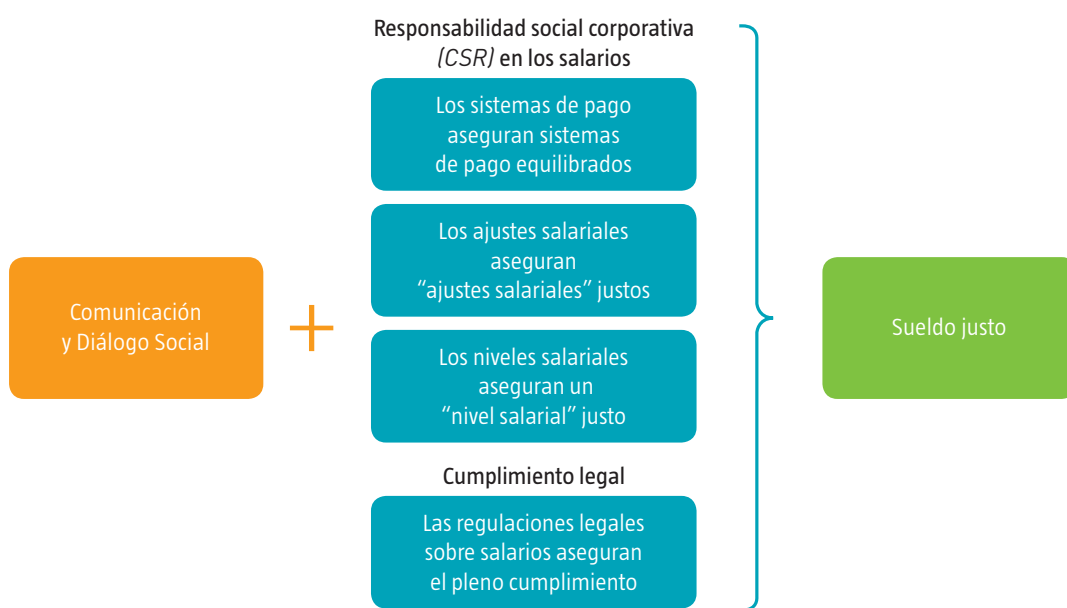 Responsabilidad social corporativa
(CSR) en los salarios
Los sistemas de pago
aseguran sistemas
de pago equilibrados
Los ajustes salariales
aseguran
“ajustes salariales” justos
Comunicación
y Diálogo Social
+
Sueldo justo
Los niveles salariales
aseguran un
“nivel salarial” justo
Cumplimiento legal
Las regulaciones legales
sobre salarios aseguran
el pleno cumplimiento